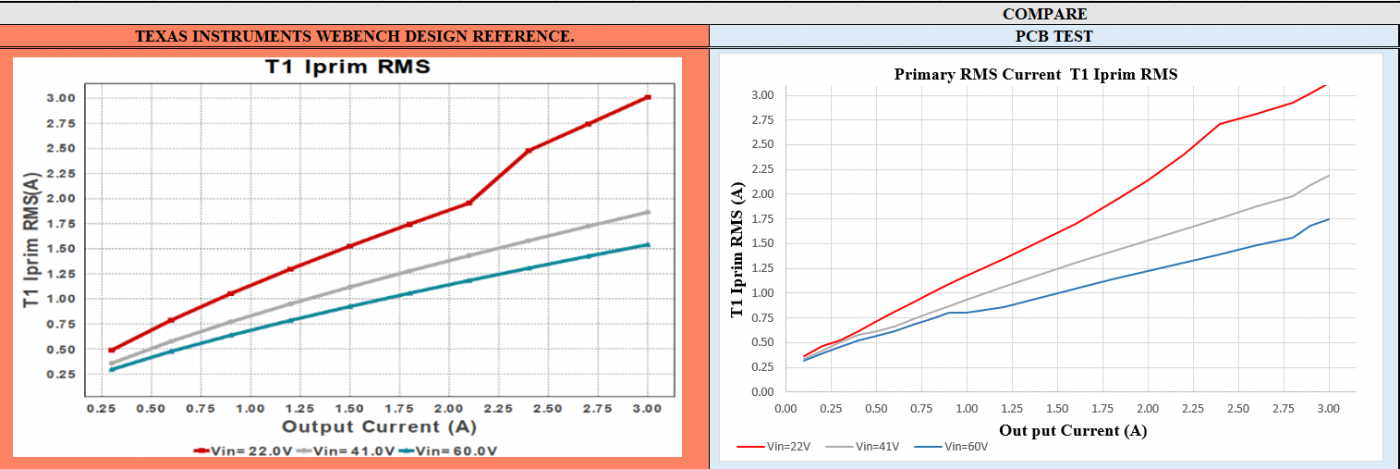 COMPARE
TEXAS INSTRUMENTS WEBENCH DESIGN REFERENCE.
PCB TEST
T1 Iprim RMS
3.00
2.75
2.50
2.25
2.00
1.75
1.50
1.25
1.00
0.75
0.50
0.25
T1 Iprim RMS(A)
0.25 0.50 0.75 1.00 1.25 1.50 1.75 2.00 2.25 2.50 2.75 3.00
Output Current (A)
Vin= 22.0V Vin= 41.0V Vin= 60.0V
Primary RMS Current T1 Iprim RMS
3.00
2.75
2.50
2.25
2.00
1.75
1.50
1.25
1.00
0.75
0.50
0.25
0.00
T1 Iprim RMS (A)
0.00 0.25 0.50 0.75 1.00 1.25 1.50 1.75 2.00 2.25 2.50 2.75 3.00
Out put Current (A)
Vin=22V Vin=41V Vin=60V